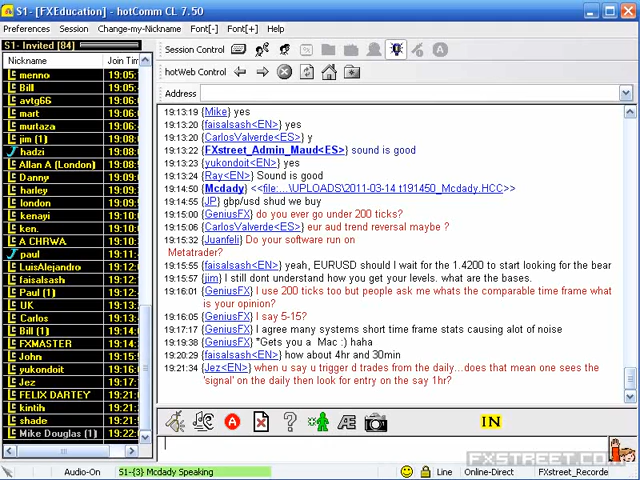 S1- [FXEducation] - hotComm CL 7.50
Preferences Session Change-my-Nickname Font[-] Font[+] Help
S1- Invited [84]
Session Control
Nickname Join Tim
hotWeb Control
Address
menno 19:05:
Bill 19:05:
avtg66 19:06:
mart 19:06:
murtaza 19:06:
jim (1) 19:06:
hadzi 19:06:
Allan A (London) 19:06:
Danny 19:06:
harley 19:06:
london 19:06:
kenayi 19:06:
ken. 19:07:
A CHRWA. 19:07:
paul 19:11:
LuisAlejandro 19:12:
faisalsash 19:12:
Paul (1) 19:12:
UK 19:13:
Carlos 19:13:
Bill (1) 19:14:
FXMASTER 19:14:
John 19:15:
yukondoit 19:16:
Jez 19:17:
FELIX DARTEY 19:21:
kintih 19:21:
shade 19:21:
Mike Douglas (1) 19:22:
19:13:19 {Mike} yes
19:13:20 {faisalsash<EN>} yes
19:13:20 {CarlosValverde<ES>} y
19:13:22 {FXstreet_Admin_Maud<ES>} sound is good
19:13:23 {yukondoit<EN>} yes
19:13:24 {Ray<EN>} Sound is good
19:14:50 {Mcdady} <<file:...\UPLOADS\2011-03-14 t191450_Mcdady.HCC>>
19:14:55 {JP} gbp/usd shud we buy
19:15:00 {GeniusFX} do you ever go under 200 ticks?
19:15:06 {CarlosValverde<ES>} eur aud trend reversal maybe ?
19:15:32 {Juanfeli} Do your software run on
Metatrader?
19:15:55 {faisalsash<EN>} yeah, EURUSD should I wait for the 1.4200 to start looking for the bear
19:15:57 {jim} I still dont understand how you get your levels. what are the bases.
19:16:01 {GeniusFX} I use 200 ticks too but people ask me whats the comparable time frame what
is your opinion?
19:16:05 {GeniusFX} I say 5-15?
19:17:17 {GeniusFX} I agree many systems short time frame stats causing alot of noise
19:19:38 {GeniusFX} "Gets you a Mac :) haha
19:20:29 {faisalsash<EN>} how about 4hr and 30min
19:21:34 {Jez<EN>} when u say u trigger d trades from the daily...does that mean one sees the
'signal' on the daily then look for entry on the say 1hr?
IN
FXSTREET.COM
Audio-On S1-{3} Mcdady Speaking Line Online-Direct FXstreet_Recorde